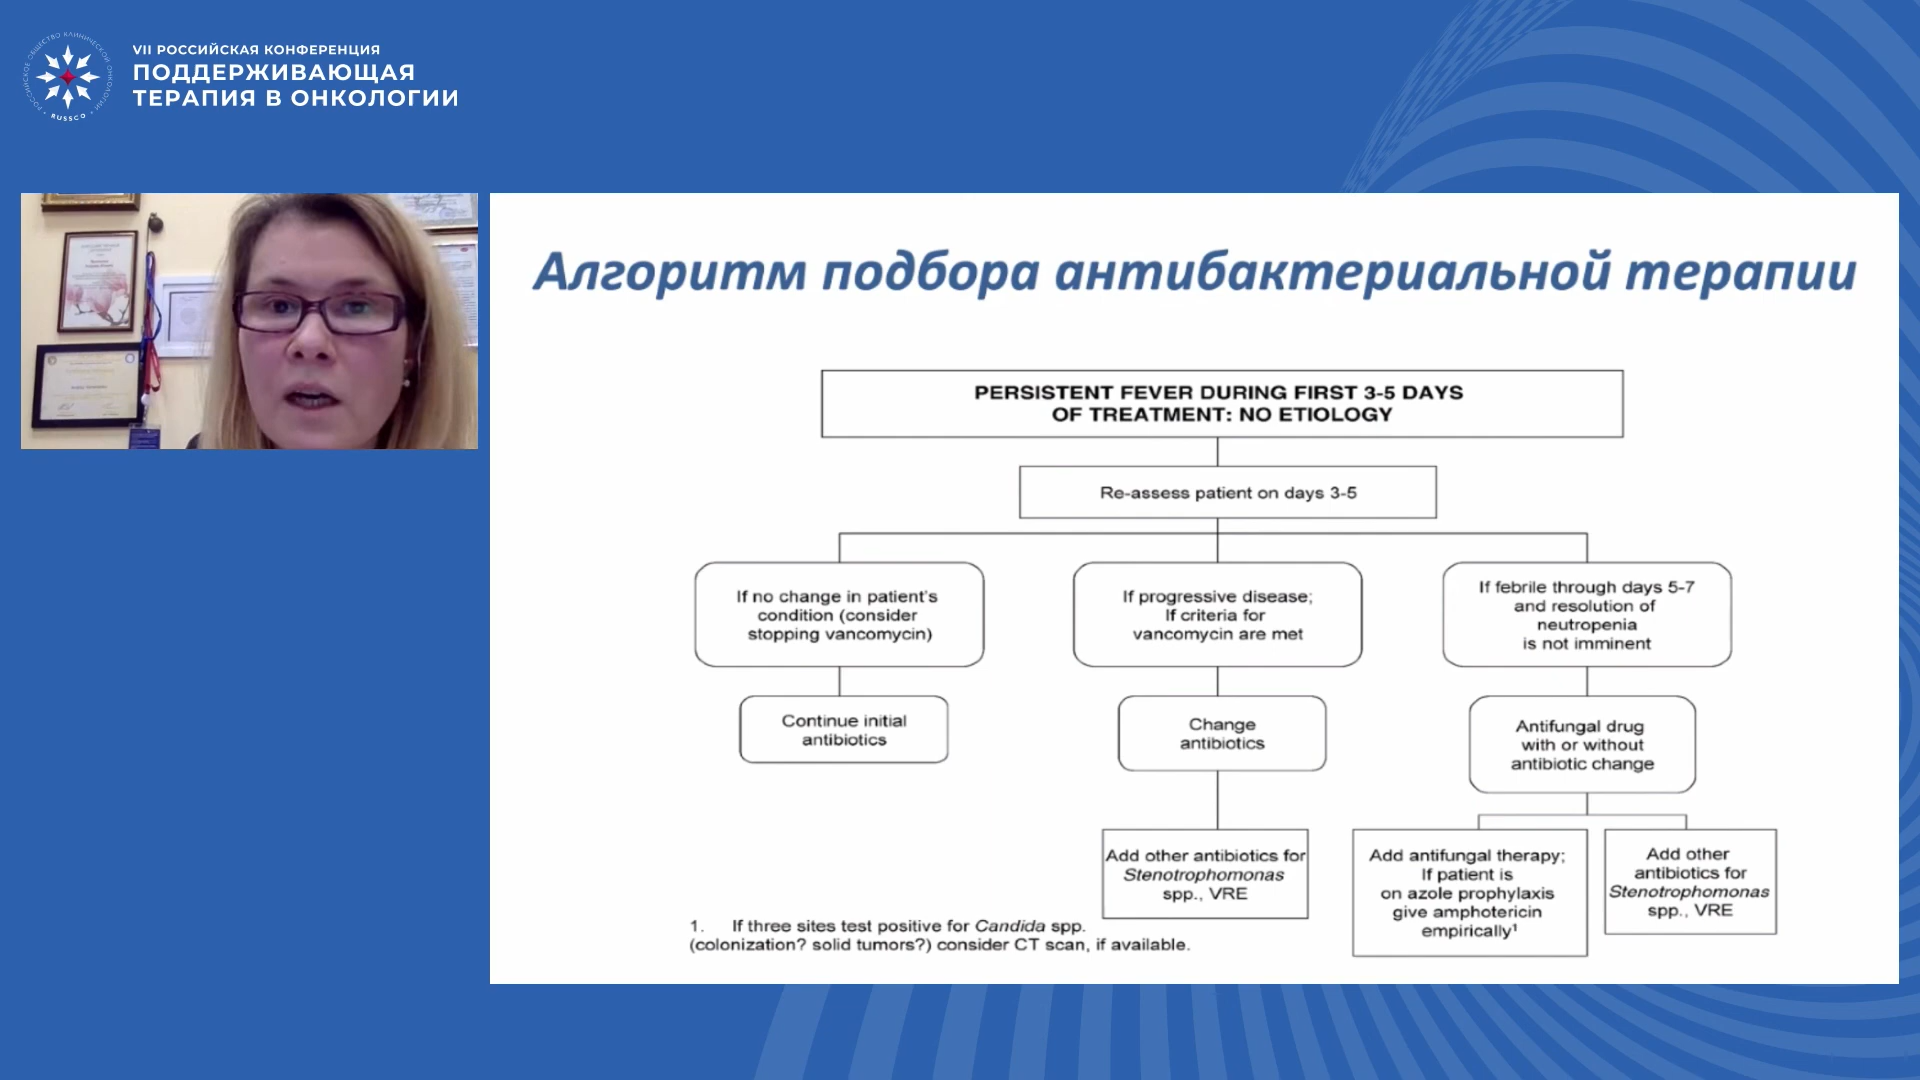 VII РОССИЙСКАЯ КОНФЕРЕНЦИЯ
ПОДДЕРЖИВАЮЩАЯ
ТЕРАПИЯ В ОНКОЛОГИИ
РОССИЙСКОЕ ОБЩЕСТВО КЛИНИЧЕСКОЙ ОНКОЛОГИИ
RUSSCO
Алгоритм подбора антибактериальной терапии
PERSISTENT FEVER DURING FIRST 3-5 DAYS
OF TREATMENT: NO ETIOLOGY
Re-assess patient on days 3-5
If no change in patient's
condition (consider
stopping vancomycin)
Continue initial
antibiotics
If progressive disease;
If criteria for
vancomycin are met
Change
antibiotics
Add other antibiotics for
Stenotrophomonas
spp., VRE
If febrile through days 5-7
and resolution of
neutropenia
is not imminent
Antifungal drug
with or without
antibiotic change
Add antifungal therapy;
If patient is
on azole prophylaxis
give amphotericin
empirically¹
Add other
antibiotics for
Stenotrophomonas
spp., VRE
1. If three sites test positive for Candida spp.
(colonization? solid tumors?) consider CT scan, if available.